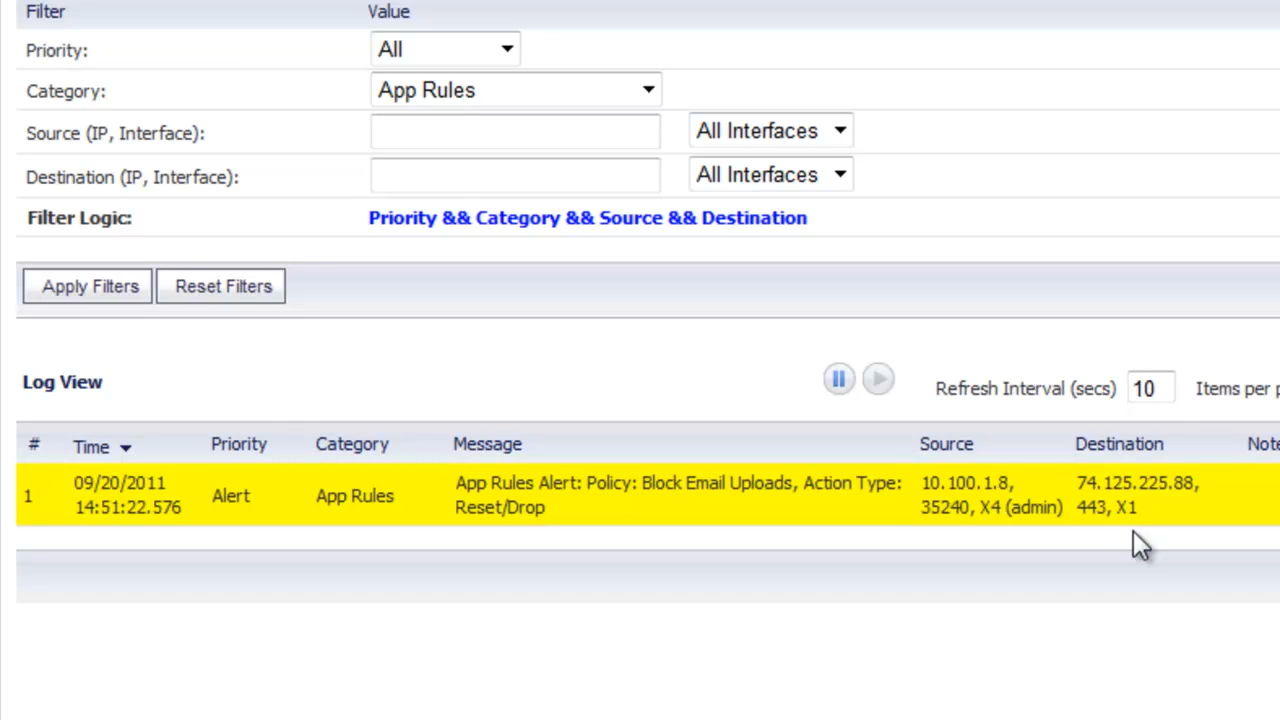 Filter Value
Priority: All
Category: App Rules
Source (IP, Interface): All Interfaces
Destination (IP, Interface): All Interfaces
Filter Logic: Priority && Category && Source && Destination
Apply Filters Reset Filters
Log View Refresh Interval (secs) 10 Items per
# Time Priority Category Message Source Destination Note
1 09/20/2011 14:51:22.576 Alert App Rules App Rules Alert: Policy: Block Email Uploads, Action Type: Reset/Drop 10.100.1.8, 35240, X4 (admin) 74.125.225.88, 443, X1